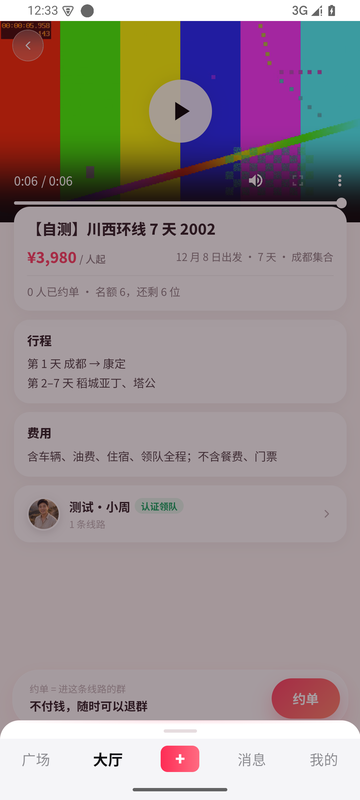 12:33
3G
00:00:05.958
143
0:06 / 0:06
【自测】川西环线 7 天 2002
¥3,980 / 人起
12 月 8 日出发 · 7 天 · 成都集合
0 人已约单 · 名额 6，还剩 6 位
行程
第 1 天 成都 → 康定
第 2–7 天 稻城亚丁、塔公
费用
含车辆、油费、住宿、领队全程；不含餐费、门票
测试·小周 认证领队
1 条线路
约单 = 进这条线路的群
不付钱，随时可以退群
约单
广场
大厅
消息
我的